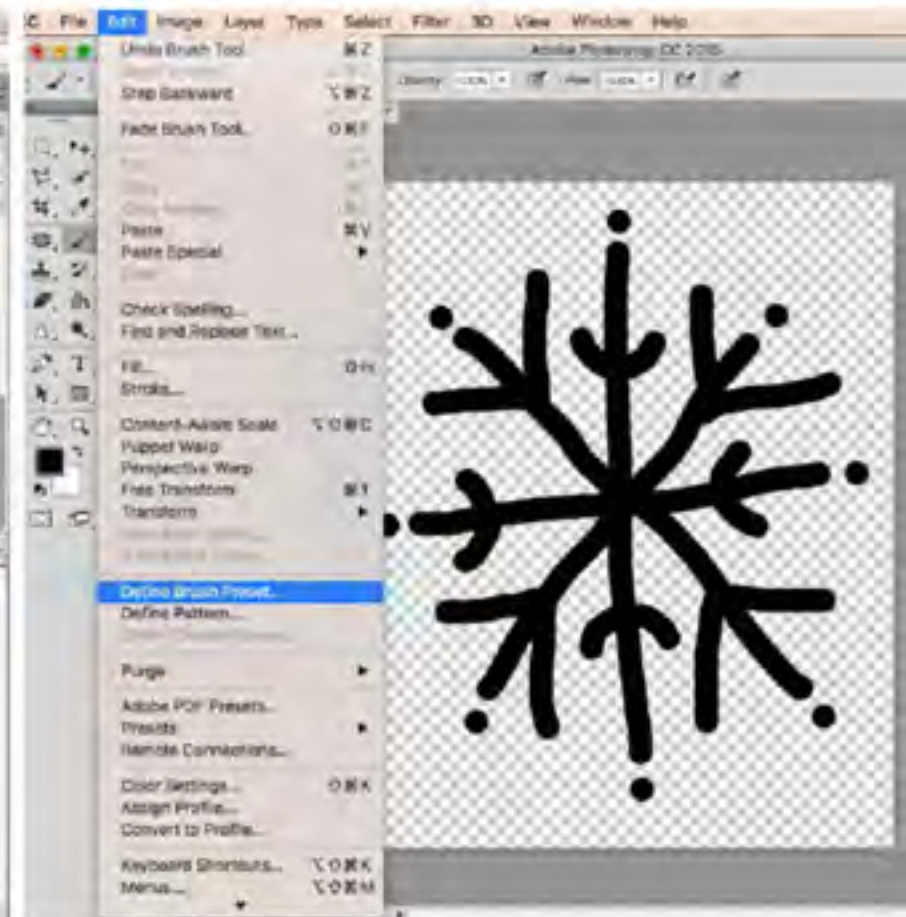 File Edit Image Layer Type Select Filter 3D View Window Help
Adobe Photoshop CC 2015
Undo Brush Tool ⌘Z
Step Backward ⌥⌘Z
Fade Brush Tool... ⇧⌘F
Paste ⌘V
Paste Special
Check Spelling...
Find and Replace Text...
Fill...
Stroke...
Content-Aware Scale ⌥⇧⌘C
Puppet Warp
Perspective Warp
Free Transform ⌘T
Transform
Define Brush Preset...
Define Pattern...
Purge
Adobe PDF Presets...
Presets
Remote Connections...
Color Settings... ⇧⌘K
Assign Profile...
Convert to Profile...
Keyboard Shortcuts... ⌥⇧⌘K
Menus... ⌥⇧⌘M